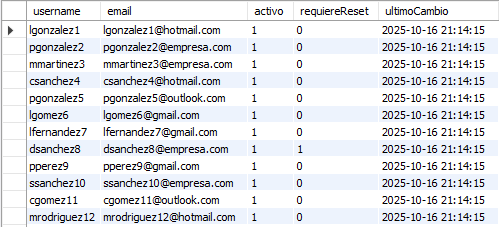 username email activo requiereReset ultimoCambio
lgonzalez1 lgonzalez1@hotmail.com 1 0 2025-10-16 21:14:15
pgonzalez2 pgonzalez2@empresa.com 1 0 2025-10-16 21:14:15
mmartinez3 mmartinez3@empresa.com 1 0 2025-10-16 21:14:15
csanchez4 csanchez4@hotmail.com 1 0 2025-10-16 21:14:15
pgonzalez5 pgonzalez5@outlook.com 1 0 2025-10-16 21:14:15
lgomez6 lgomez6@gmail.com 1 0 2025-10-16 21:14:15
lfernandez7 lfernandez7@gmail.com 1 0 2025-10-16 21:14:15
dsanchez8 dsanchez8@empresa.com 1 1 2025-10-16 21:14:15
pperez9 pperez9@gmail.com 1 0 2025-10-16 21:14:15
ssanchez10 ssanchez10@empresa.com 1 0 2025-10-16 21:14:15
cgomez11 cgomez11@outlook.com 1 0 2025-10-16 21:14:15
mrodriguez12 mrodriguez12@hotmail.com 1 0 2025-10-16 21:14:15